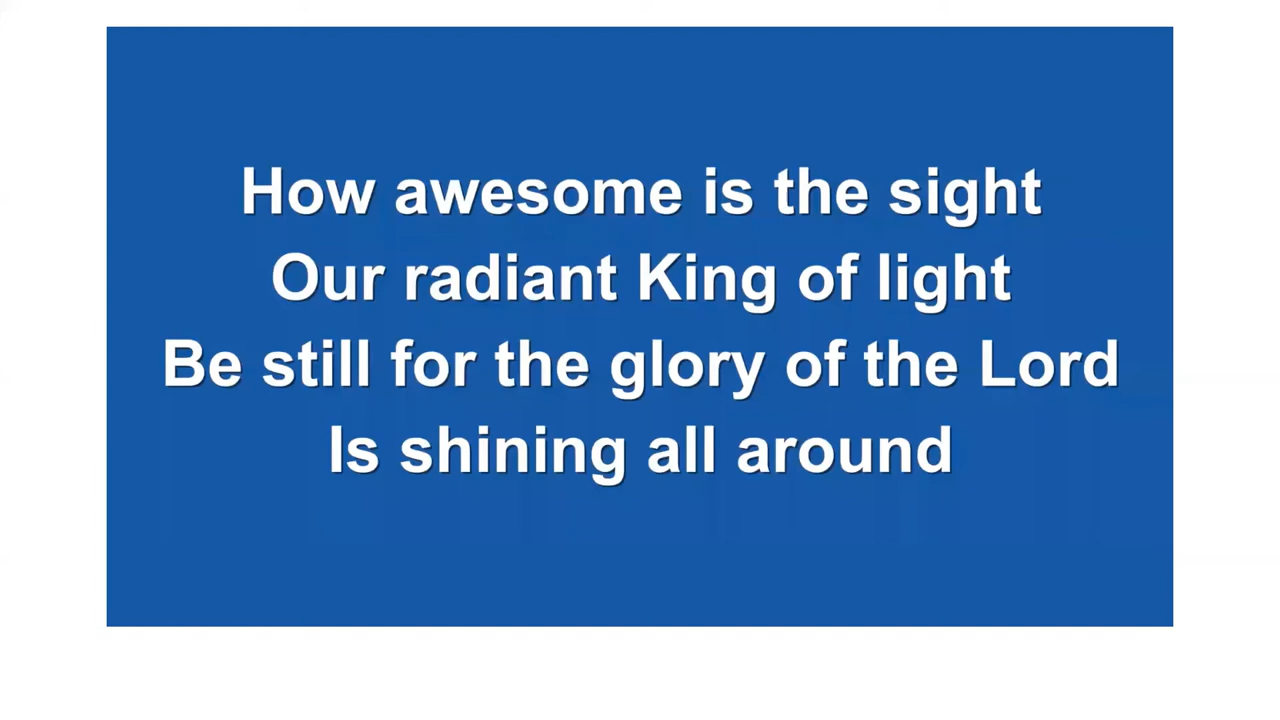 How awesome is the sight
Our radiant King of light
Be still for the glory of the Lord
Is shining all around